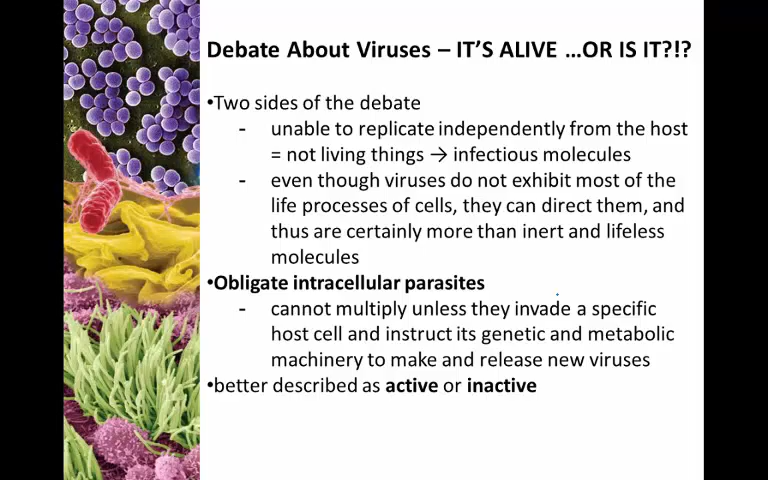 Debate About Viruses – IT’S ALIVE …OR IS IT?!?
•Two sides of the debate
- unable to replicate independently from the host
= not living things → infectious molecules
- even though viruses do not exhibit most of the
life processes of cells, they can direct them, and
thus are certainly more than inert and lifeless
molecules
•Obligate intracellular parasites
- cannot multiply unless they invade a specific
host cell and instruct its genetic and metabolic
machinery to make and release new viruses
•better described as active or inactive